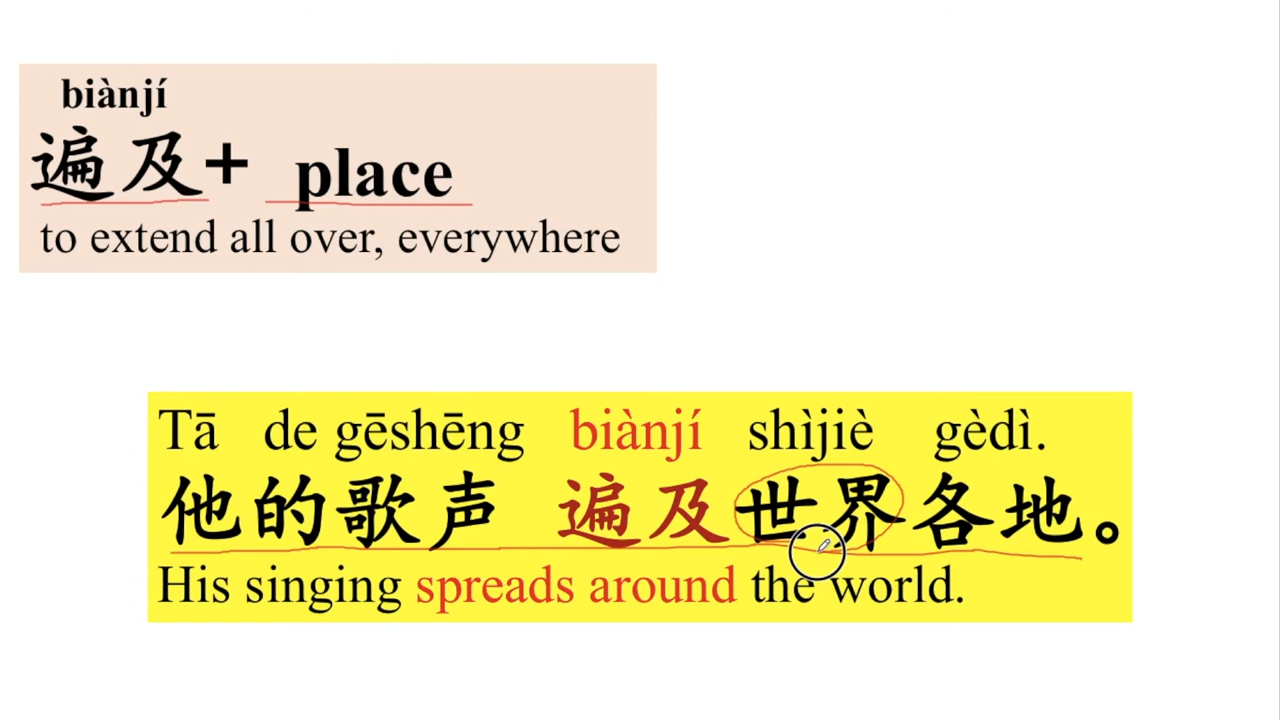 biànjí
遍及+ place
to extend all over, everywhere
Tā de gēshēng biànjí shìjiè gèdì.
他的歌声 遍及世界各地。
His singing spreads around the world.